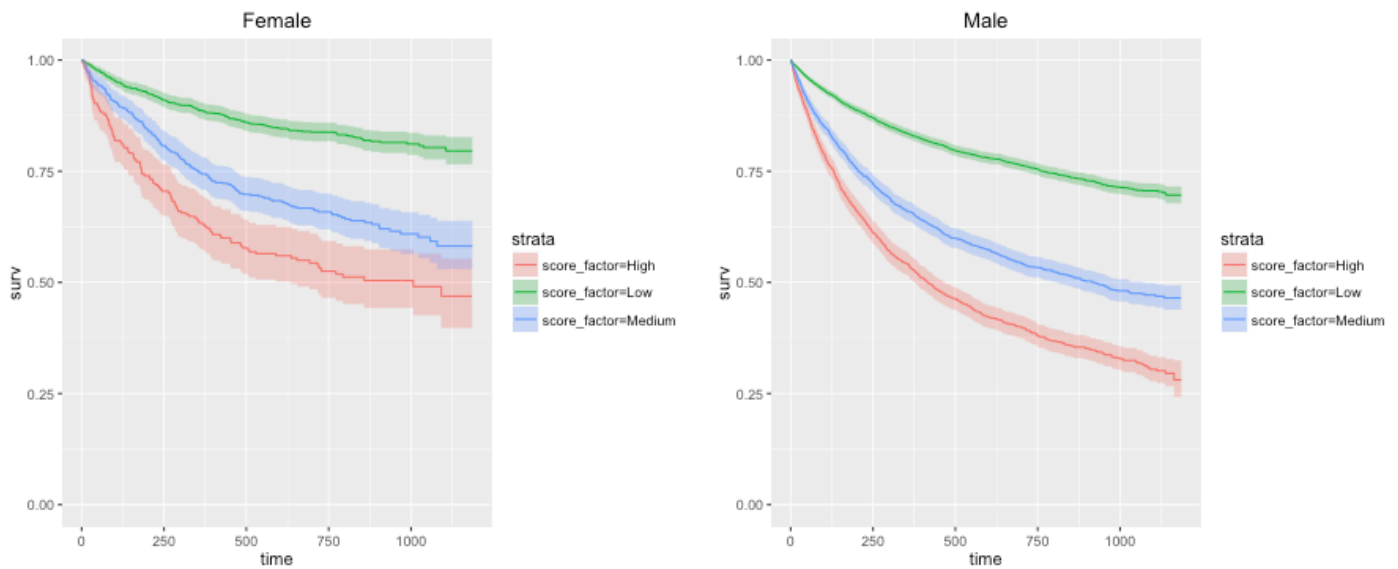 Female
1.00
0.75
0.50
0.25
0.00
surv
0 250 500 750 1000
time
strata
score_factor=High
score_factor=Low
score_factor=Medium
Male
1.00
0.75
0.50
0.25
0.00
surv
0 250 500 750 1000
time
strata
score_factor=High
score_factor=Low
score_factor=Medium